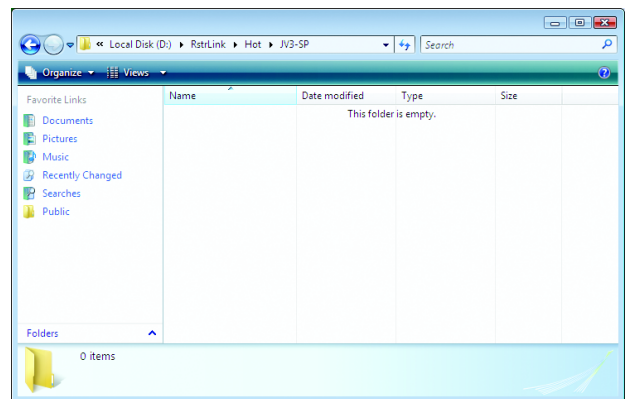 « Local Disk (D:) ▸ RstrLink ▸ Hot ▸ JV3-SP Search
Organize Views
Favorite Links
Name Date modified Type Size
This folder is empty.
Documents
Pictures
Music
Recently Changed
Searches
Public
Folders
0 items